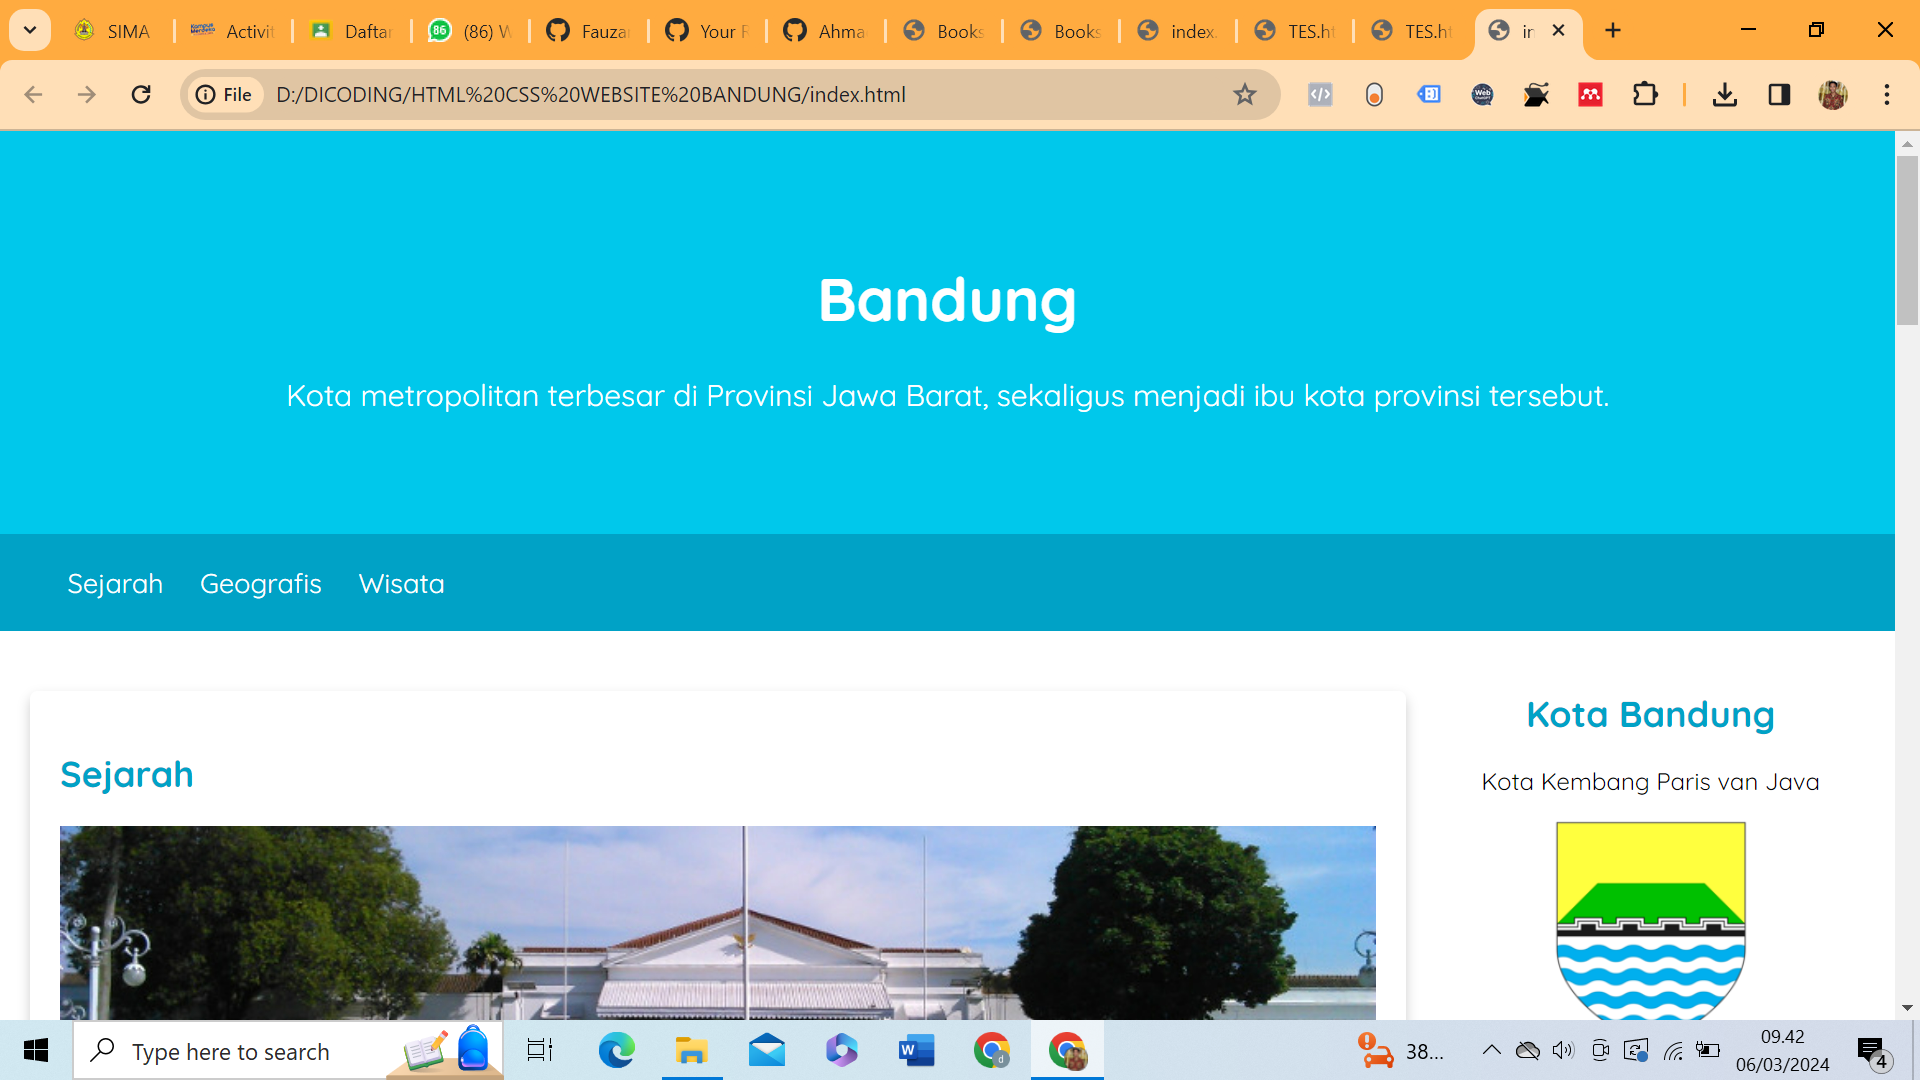 SIMA
Activit
Daftar
(86) W
Fauzar
Your R
Ahma
Books
Books
index.
TES.ht
TES.ht
in
File
D:/DICODING/HTML%20CSS%20WEBSITE%20BANDUNG/index.html
Bandung
Kota metropolitan terbesar di Provinsi Jawa Barat, sekaligus menjadi ibu kota provinsi tersebut.
Sejarah
Geografis
Wisata
Sejarah
Kota Bandung
Kota Kembang Paris van Java
Type here to search
38...
09.42
06/03/2024
4